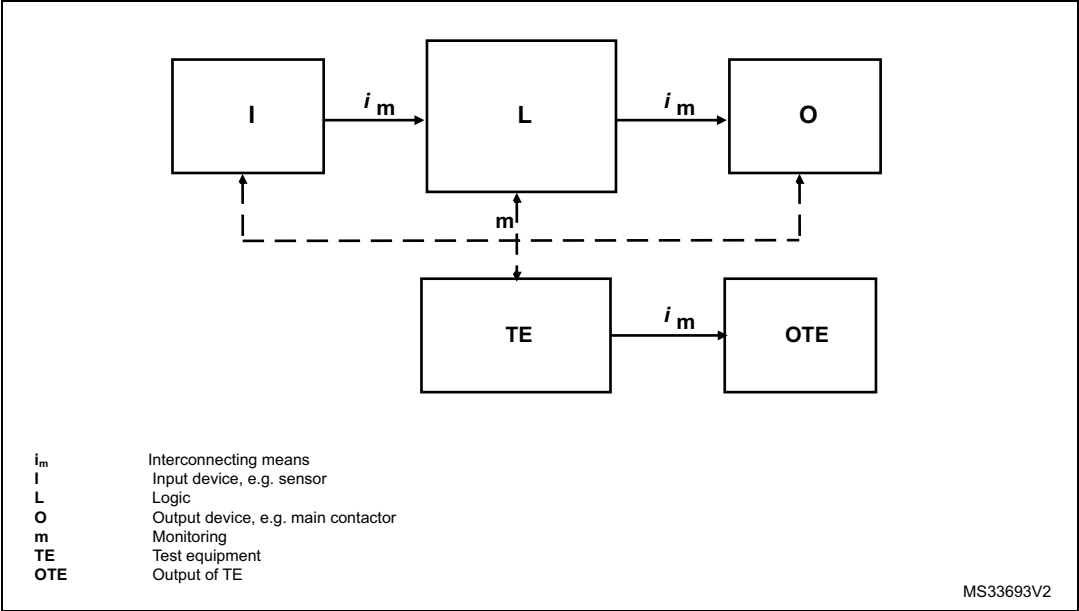 i m
i m
I
L
O
m
i m
TE
OTE
im Interconnecting means
I Input device, e.g. sensor
L Logic
O Output device, e.g. main contactor
m Monitoring
TE Test equipment
OTE Output of TE
MS33693V2